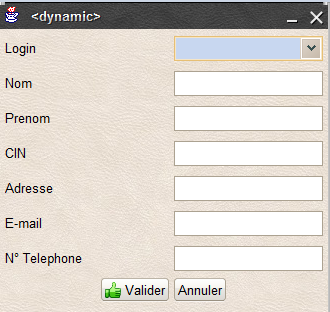 <dynamic>
Login
Nom
Prenom
CIN
Adresse
E-mail
N° Telephone
Valider Annuler